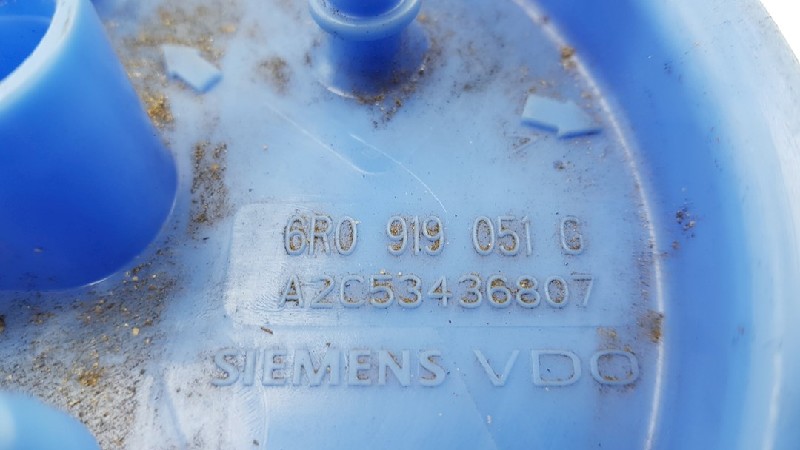 6R0 919 051 G
A2C53436807
SIEMENS VDO